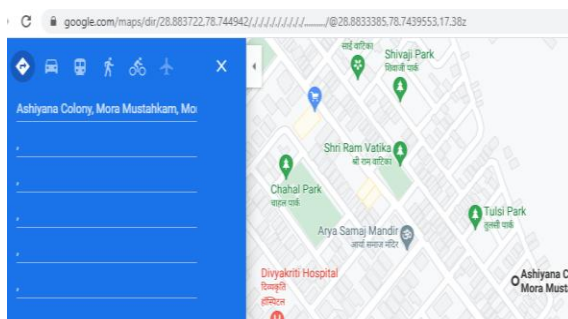 google.com/maps/dir/28.883722,78.744942/,/,/,/,/,/,/,/,/,/,/,.........../@28.8833385,78.7439553,17.38z
Ashiyana Colony, Mora Mustahkam, Mo
,
,
,
,
,
साई वाटिका
Shivaji Park
शिवाजी पार्क
Shri Ram Vatika
श्री राम वाटिका
Chahal Park
चाहल पार्क
Tulsi Park
तुलसी पार्क
Arya Samaj Mandir
आर्या समाज मंदिर
Divyakriti Hospital
दिव्यकृति
हॉस्पिटल
Ashiyana C
Mora Must